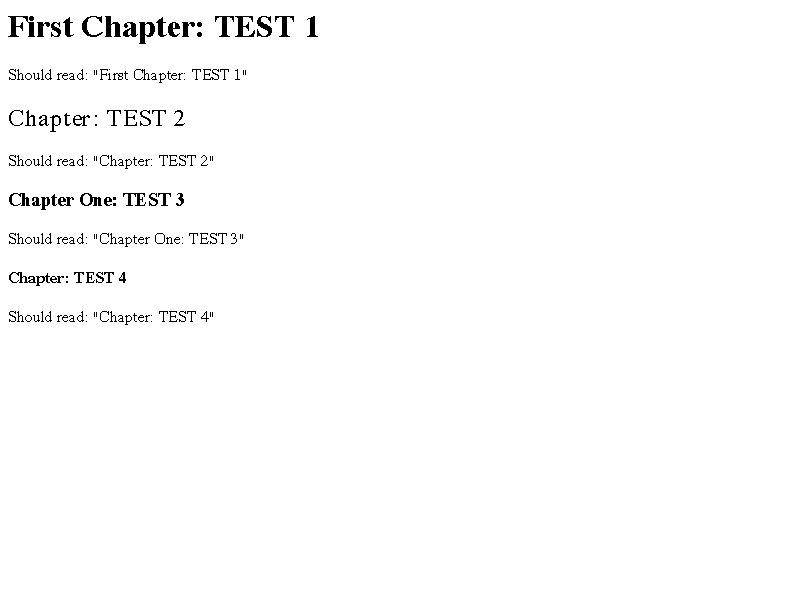 First Chapter: TEST 1
Should read: "First Chapter: TEST 1"
Chapter: TEST 2
Should read: "Chapter: TEST 2"
Chapter One: TEST 3
Should read: "Chapter One: TEST 3"
Chapter: TEST 4
Should read: "Chapter: TEST 4"